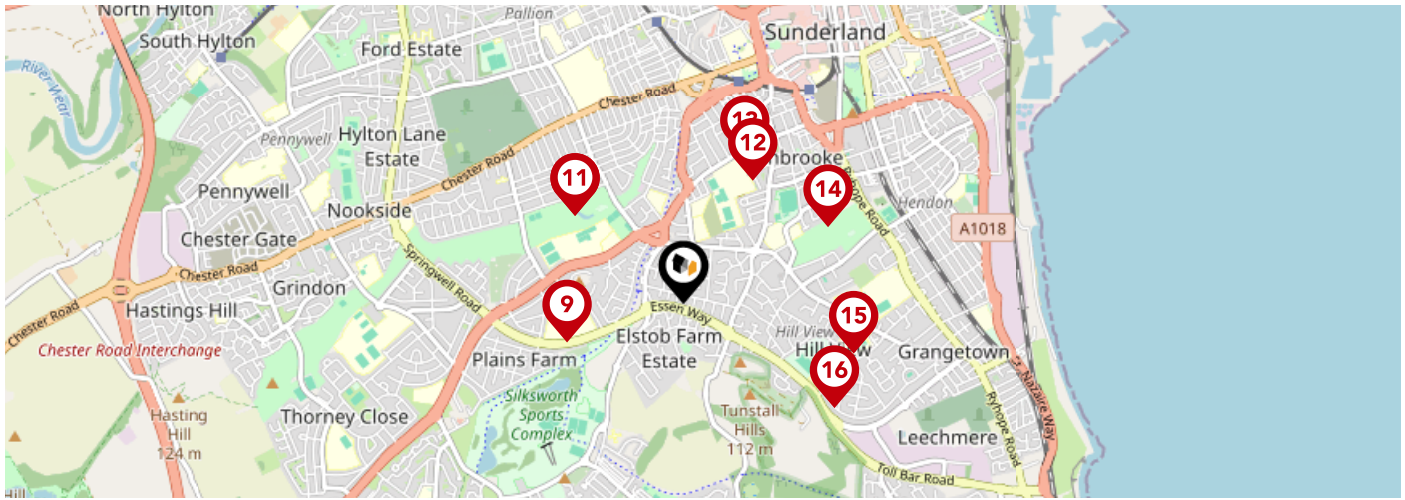 North Hylton
Pallion
South Hylton
Ford Estate
Sunderland
River Wear
Chester Road
Pennywell
Hylton Lane
Estate
13
12
nbrooke
Chester Road
11
14
Ryhope Road
Pennywell
Nookside
Hendon
Chester Gate
A1018
Chester Road
Springwell Road
Grindon
9
Essen Way
15
Hastings Hill
Chester Road
Elstob Farm
Estate
Hill View
Hill View
Grangetown
Chester Road Interchange
Plains Farm
16
St Nazaire Way
Silksworth
Sports
Complex
Hasting
Hill
124 m
Thorney Close
Tunstall
Hills
112 m
Ryhope Road
Leechmere
Toll Bar Road
Hill